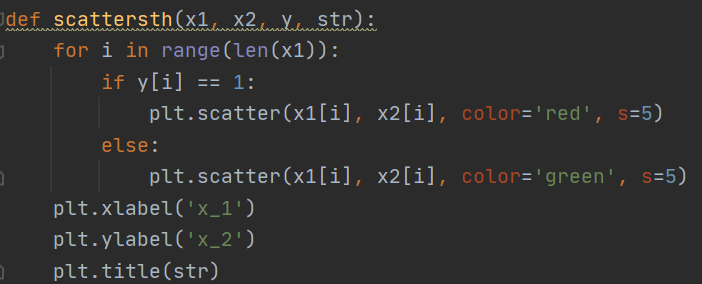 def scattersth(x1, x2, y, str):
    for i in range(len(x1)):
        if y[i] == 1:
            plt.scatter(x1[i], x2[i], color='red', s=5)
        else:
            plt.scatter(x1[i], x2[i], color='green', s=5)
    plt.xlabel('x_1')
    plt.ylabel('x_2')
    plt.title(str)